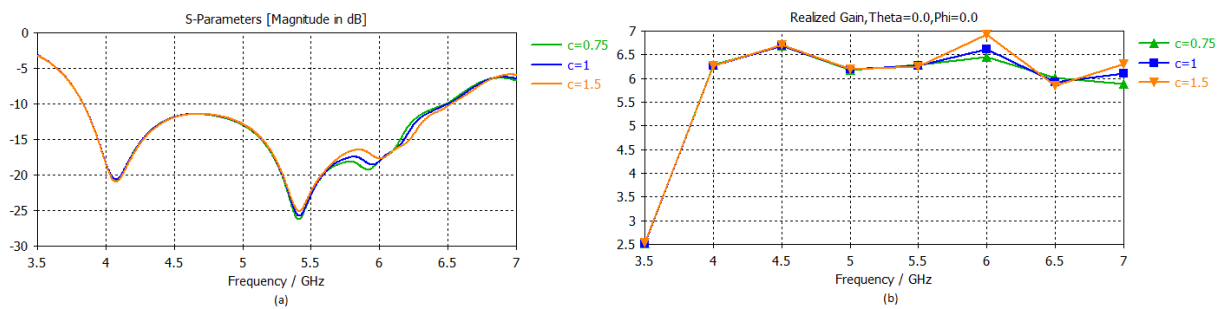 S-Parameters [Magnitude in dB]
0
-5
-10
-15
-20
-25
-30
3.5 4 4.5 5 5.5 6 6.5 7
Frequency / GHz
(a)
c=0.75
c=1
c=1.5
Realized Gain,Theta=0.0,Phi=0.0
7
6.5
6
5.5
5
4.5
4
3.5
3
2.5
3.5 4 4.5 5 5.5 6 6.5 7
Frequency / GHz
(b)
c=0.75
c=1
c=1.5